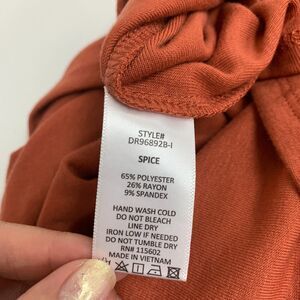 STYLE#
DR96892B-I
SPICE
65% POLYESTER
26% RAYON
9% SPANDEX
HAND WASH COLD
DO NOT BLEACH
LINE DRY
IRON LOW IF NEEDED
DO NOT TUMBLE DRY
RN# 115602
MADE IN VIETNAM